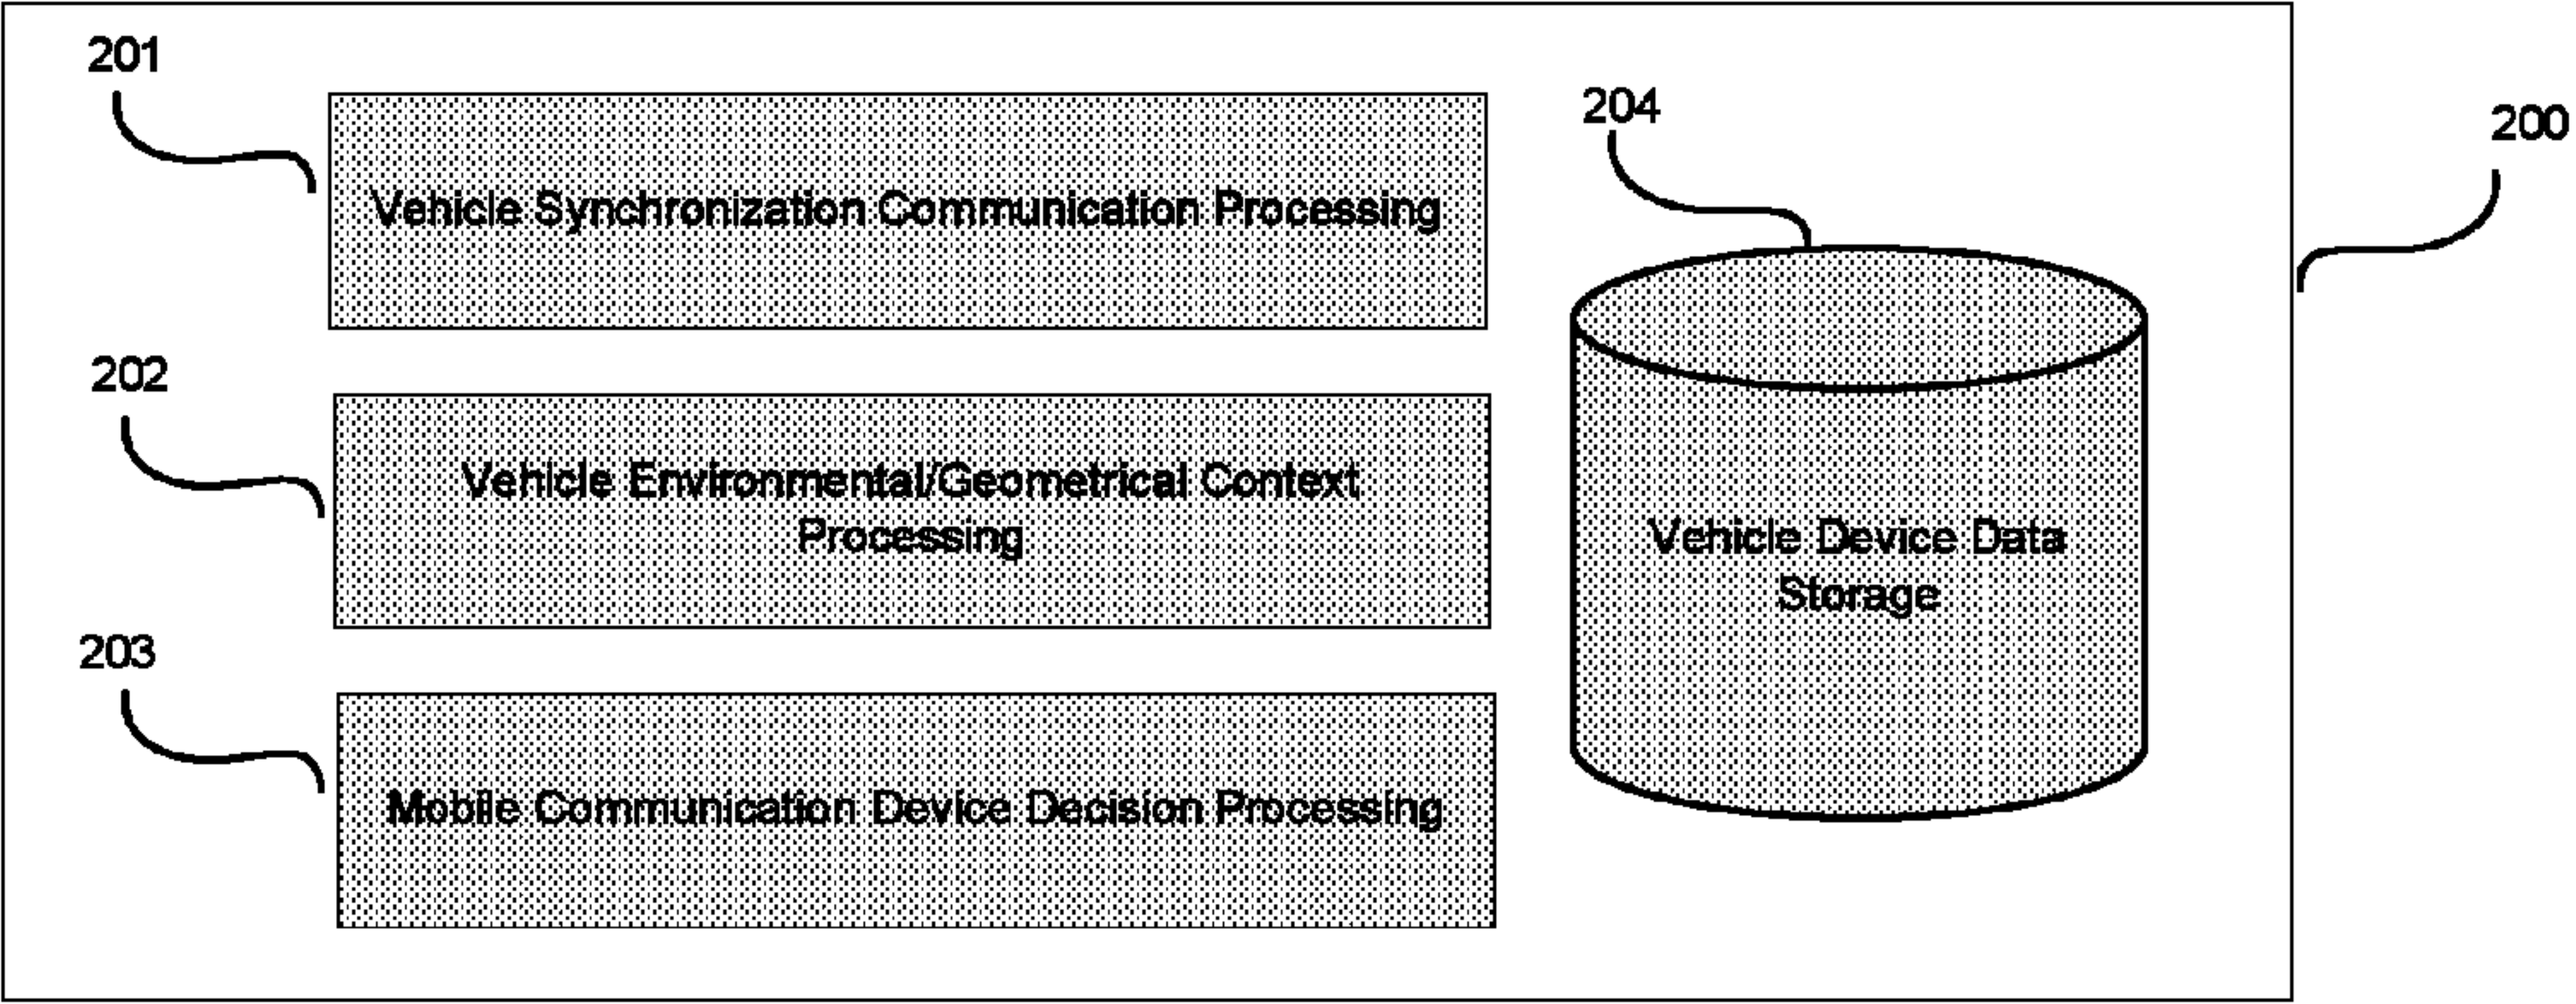 201
Vehicle Synchronization Communication Processing
204
200
202
Vehicle Environmental/Geometrical Context
Processing
Vehicle Device Data
Storage
203
Mobile Communication Device Decision Processing